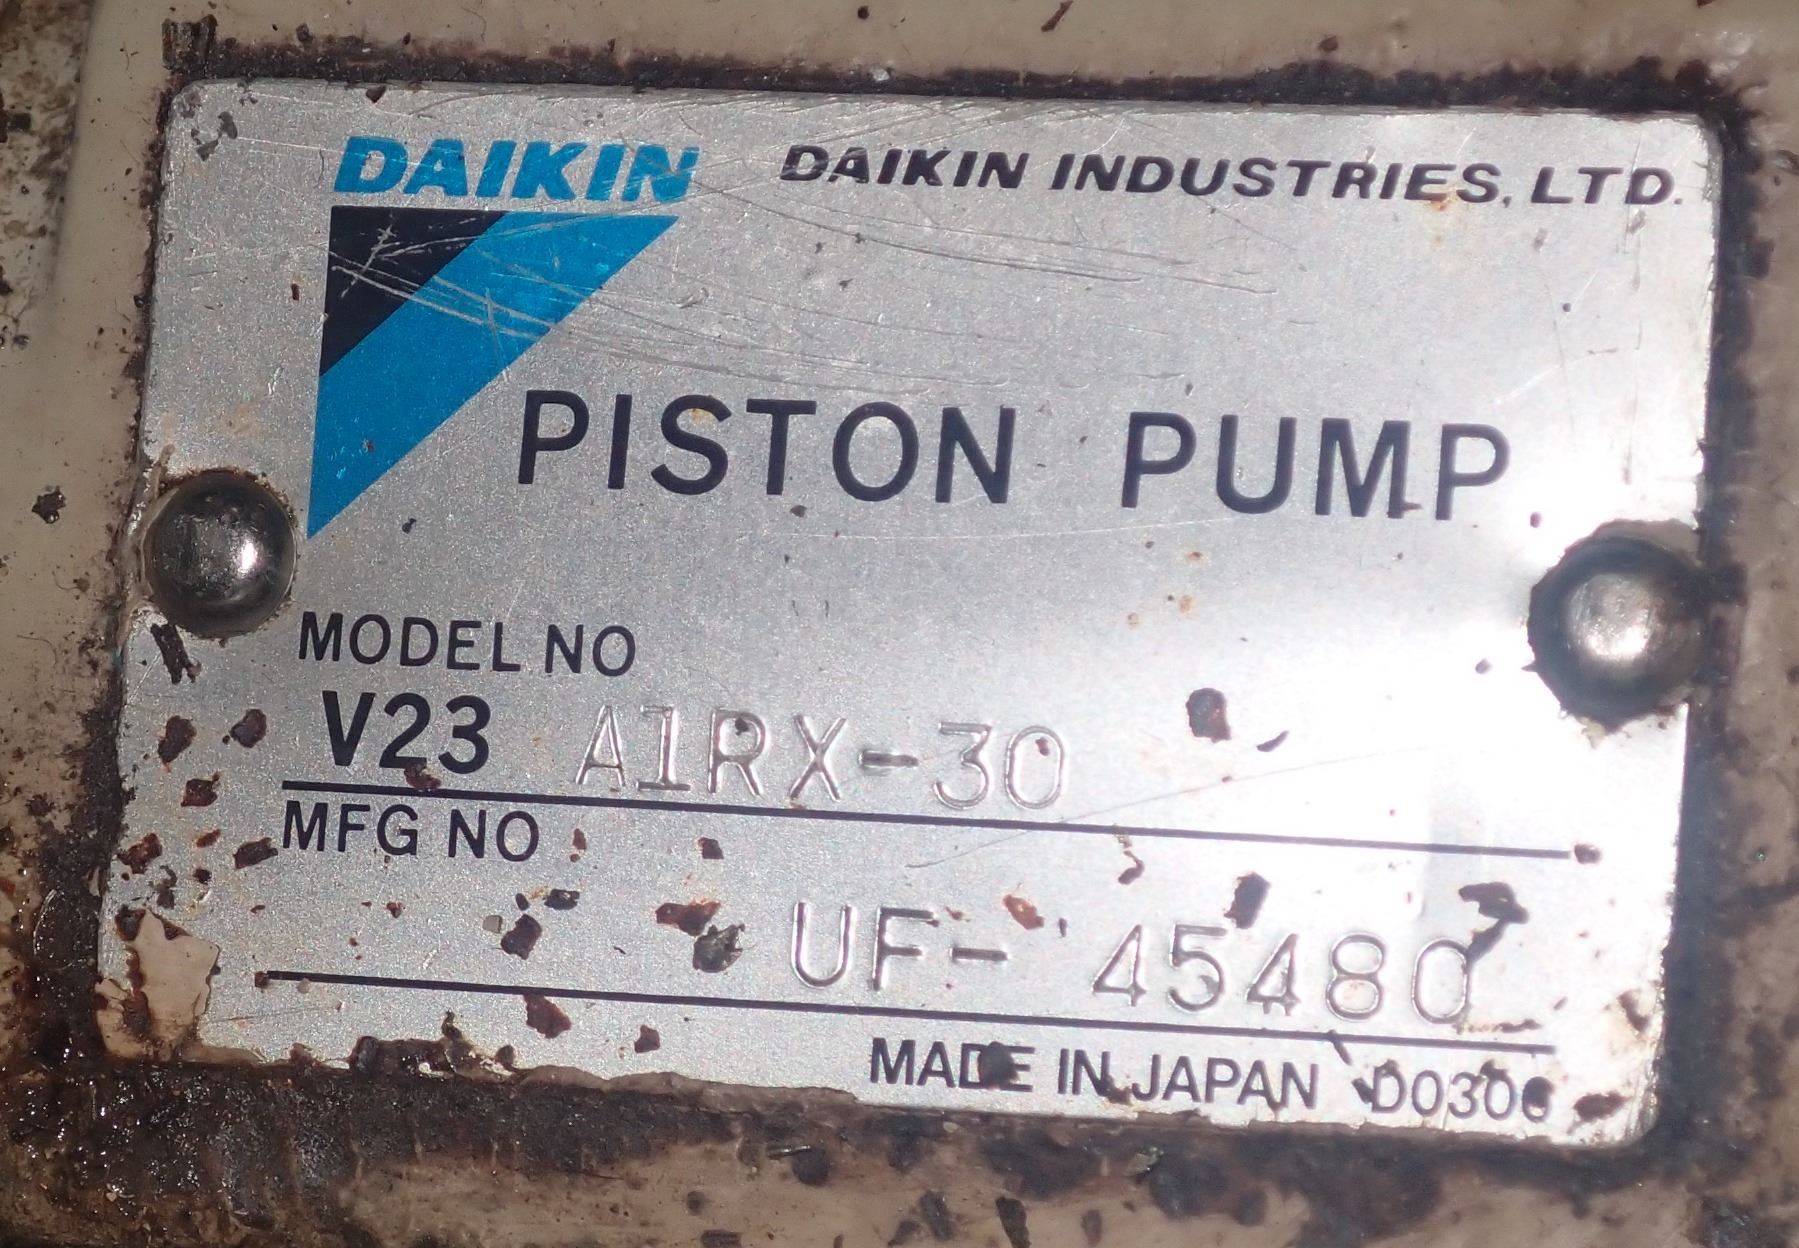 DAIKIN DAIKIN INDUSTRIES, LTD.
PISTON PUMP
MODEL NO
V23 A1RX-30
MFG NO
UF- 45480
MADE IN JAPAN